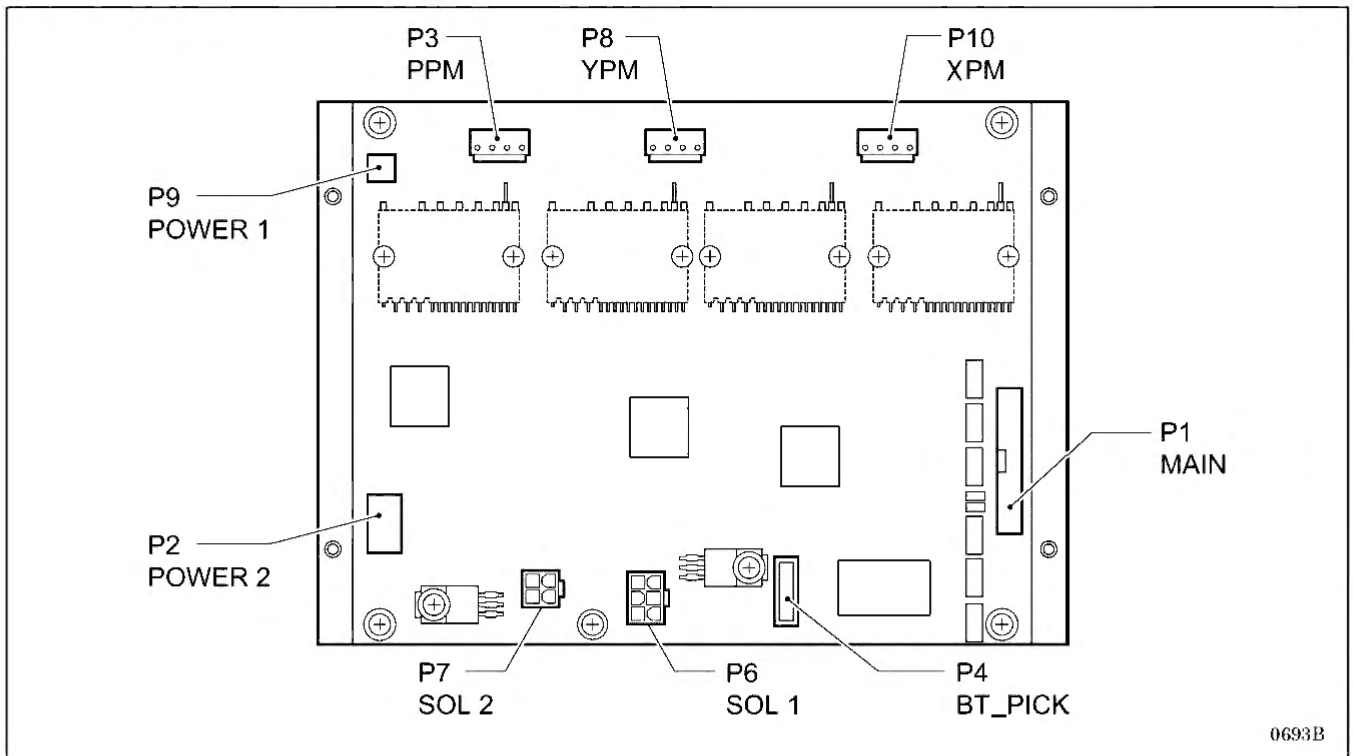 P3
PPM
P8
YPM
P10
XPM
P9
POWER 1
P1
MAIN
P2
POWER 2
P7
SOL 2
P6
SOL 1
P4
BT_PICK
0693B